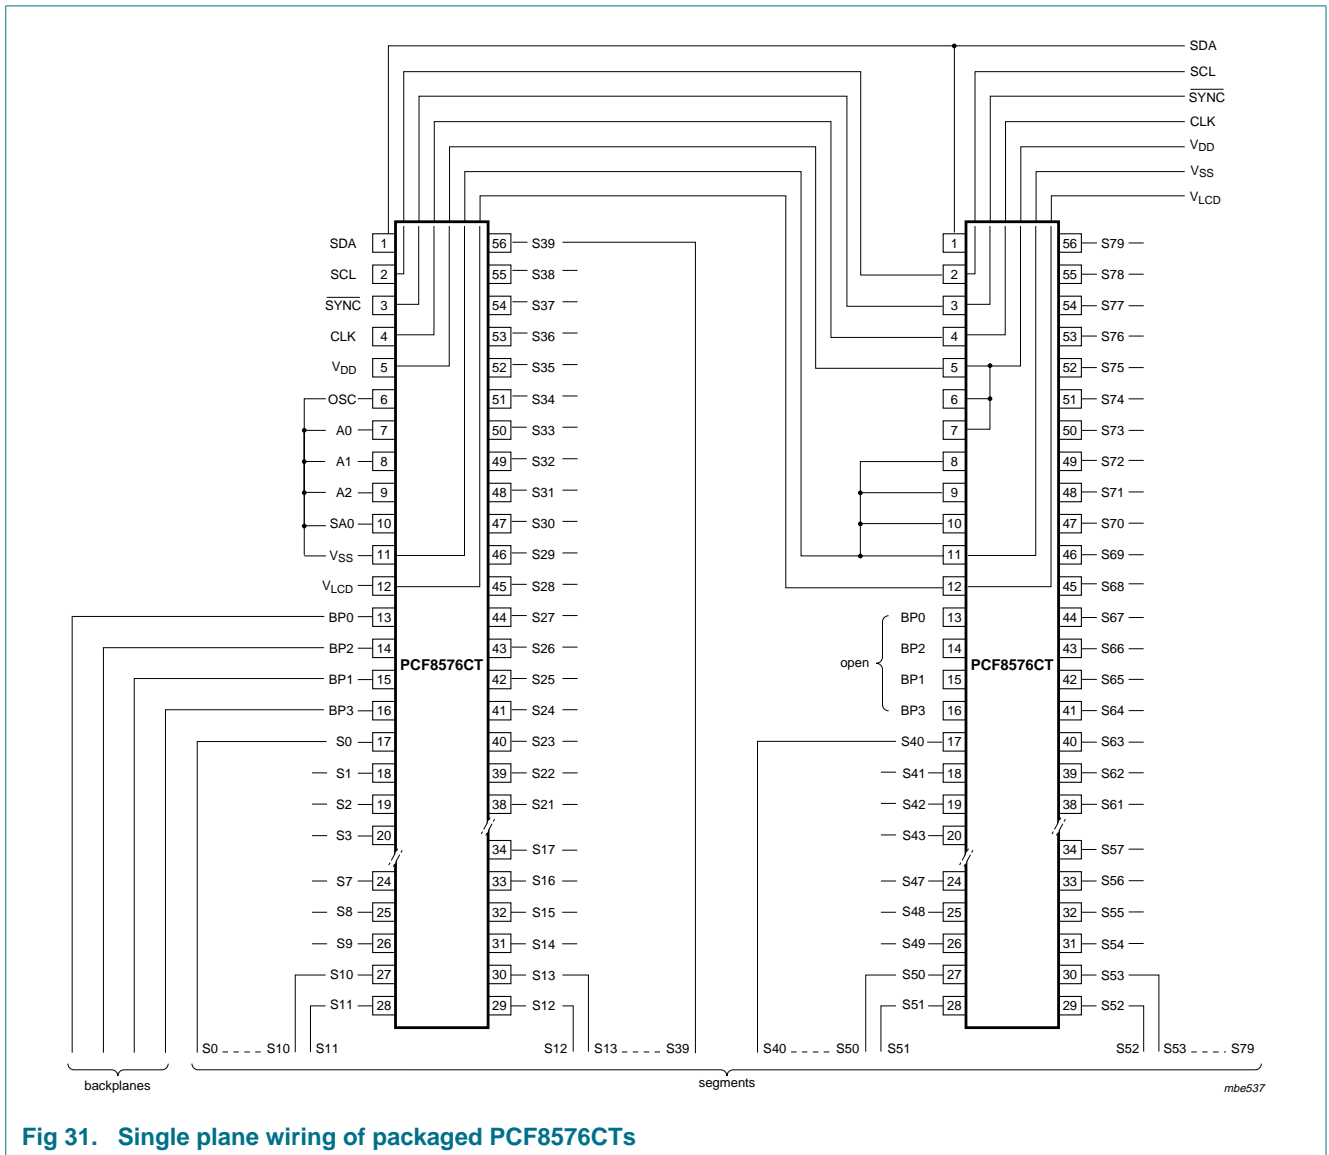 SDA
SCL
SYNC
CLK
VDD
VSS
VLCD
SDA 1 56 S39 1 56 S79
SCL 2 55 S38 2 55 S78
SYNC 3 54 S37 3 54 S77
CLK 4 53 S36 4 53 S76
VDD 5 52 S35 5 52 S75
OSC 6 51 S34 6 51 S74
A0 7 50 S33 7 50 S73
A1 8 49 S32 8 49 S72
A2 9 48 S31 9 48 S71
SA0 10 47 S30 10 47 S70
VSS 11 46 S29 11 46 S69
VLCD 12 45 S28 12 45 S68
BP0 13 44 S27 BP0 13 44 S67
BP2 14 43 S26 BP2 14 43 S66
PCF8576CT open PCF8576CT
BP1 15 42 S25 BP1 15 42 S65
BP3 16 41 S24 BP3 16 41 S64
S0 17 40 S23 S40 17 40 S63
S1 18 39 S22 S41 18 39 S62
S2 19 38 S21 S42 19 38 S61
S3 20 S43 20
34 S17 34 S57
S7 24 33 S16 S47 24 33 S56
S8 25 32 S15 S48 25 32 S55
S9 26 31 S14 S49 26 31 S54
S10 27 30 S13 S50 27 30 S53
S11 28 29 S12 S51 28 29 S52
S0 S10 S11 S12 S13 S39 S40 S50 S51 S52 S53 S79
backplanes segments
mbe537
Fig 31. Single plane wiring of packaged PCF8576CTs